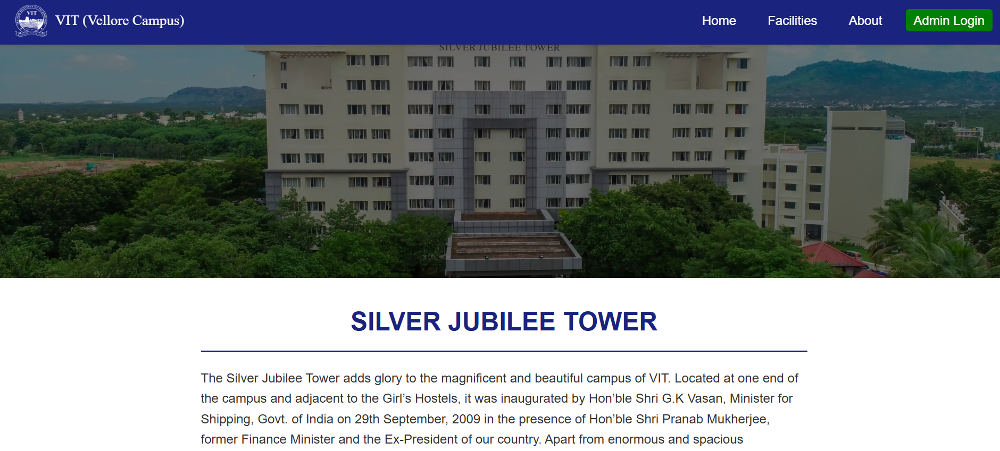 VIT
VIT (Vellore Campus)
Home
Facilities
About
Admin Login
SILVER JUBILEE TOWER
SILVER JUBILEE TOWER
The Silver Jubilee Tower adds glory to the magnificent and beautiful campus of VIT. Located at one end of
the campus and adjacent to the Girl’s Hostels, it was inaugurated by Hon’ble Shri G.K Vasan, Minister for
Shipping, Govt. of India on 29th September, 2009 in the presence of Hon’ble Shri Pranab Mukherjee,
former Finance Minister and the Ex-President of our country. Apart from enormous and spacious